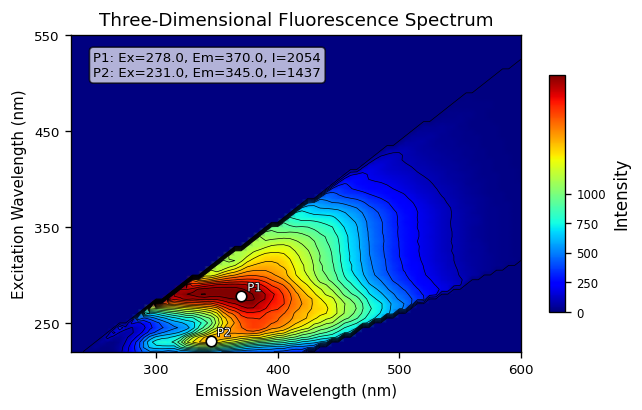 Three-Dimensional Fluorescence Spectrum
P1: Ex=278.0, Em=370.0, I=2054
P2: Ex=231.0, Em=345.0, I=1437
550
450
350
250
Excitation Wavelength (nm)
P1
P2
300
400
500
600
Emission Wavelength (nm)
1000
750
500
250
0
Intensity